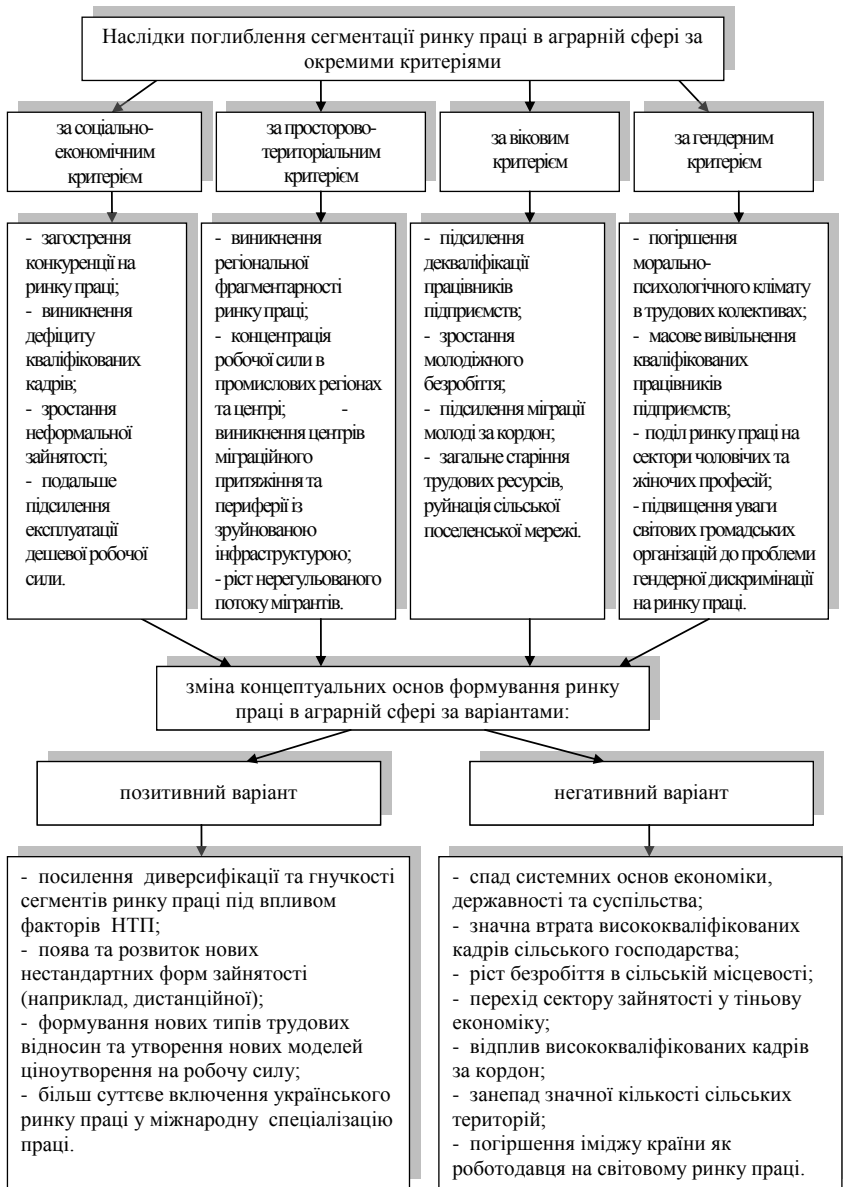 Наслідки поглиблення сегментації ринку праці в аграрній сфері за
окремими критеріями
за соціально-
економічним
критерієм
за просторово-
територіальним
критерієм
за віковим
критерієм
за гендерним
критерієм
- загострення
конкуренції на
ринку праці;
- виникнення
дефіциту
кваліфікованих
кадрів;
- зростання
неформальної
зайнятості;
- подальше
підсилення
експлуатації
дешевої робочої
сили.
- виникнення
регіональної
фрагментарності
ринку праці;
- концентрація
робочої сили в
промислових регіонах
та центрі; -
виникнення центрів
міграційного
притяжіння та
периферії із
зруйнованою
інфраструктурою;
- ріст нерегульованого
потоку мігрантів.
- підсилення
декваліфікації
працівників
підприємств;
- зростання
молодіжного
безробіття;
- підсилення міграції
молоді за кордон;
- загальне старіння
трудових ресурсів,
руйнація сільської
поселенської мережі.
- погіршення
морально-
психологічного клімату
в трудових колективах;
- масове вивільнення
кваліфікованих
працівників
підприємств;
- поділ ринку праці на
сектори чоловічих та
жіночих професій;
- підвищення уваги
світових громадських
організацій до проблеми
гендерної дискримінації
на ринку праці.
зміна концептуальних основ формування ринку
праці в аграрній сфері за варіантами:
позитивний варіант
негативний варіант
- посилення диверсифікації та гнучкості
сегментів ринку праці під впливом
факторів НТП;
- поява та розвиток нових
нестандартних форм зайнятості
(наприклад, дистанційної);
- формування нових типів трудових
відносин та утворення нових моделей
ціноутворення на робочу силу;
- більш суттєве включення українського
ринку праці у міжнародну спеціалізацію
праці.
- спад системних основ економіки,
державності та суспільства;
- значна втрата висококваліфікованих
кадрів сільського господарства;
- ріст безробіття в сільській місцевості;
- перехід сектору зайнятості у тіньову
економіку;
- відплив висококваліфікованих кадрів
за кордон;
- занепад значної кількості сільських
територій;
- погіршення іміджу країни як
роботодавця на світовому ринку праці.